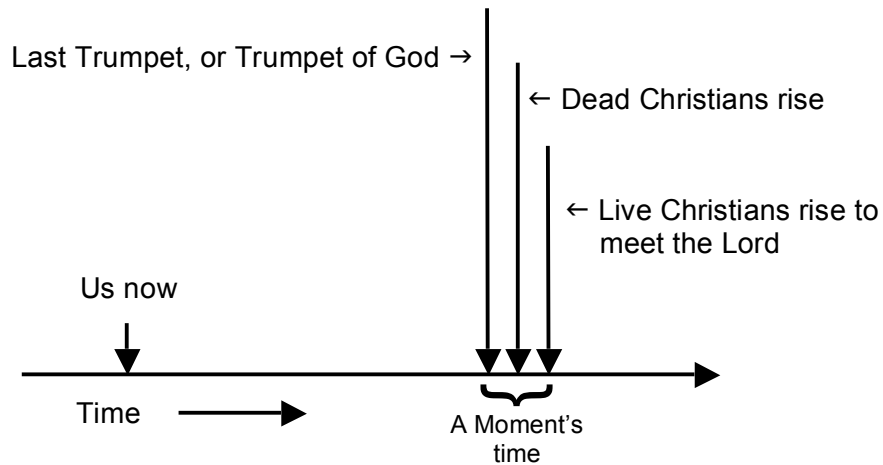 Last Trumpet, or Trumpet of God →
← Dead Christians rise
← Live Christians rise to
meet the Lord
Us now
Time
A Moment’s
time